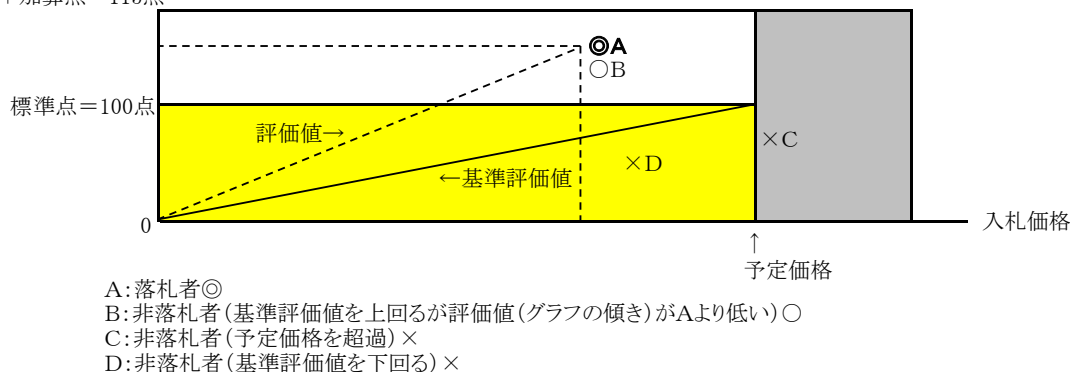 ◎A
○B
標準点＝100点
評価値→
×C
×D
←基準評価値
0
入札価格
↑
予定価格
A：落札者◎
B：非落札者（基準評価値を上回るが評価値（グラフの傾き）がAより低い）○
C：非落札者（予定価格を超過）×
D：非落札者（基準評価値を下回る）×